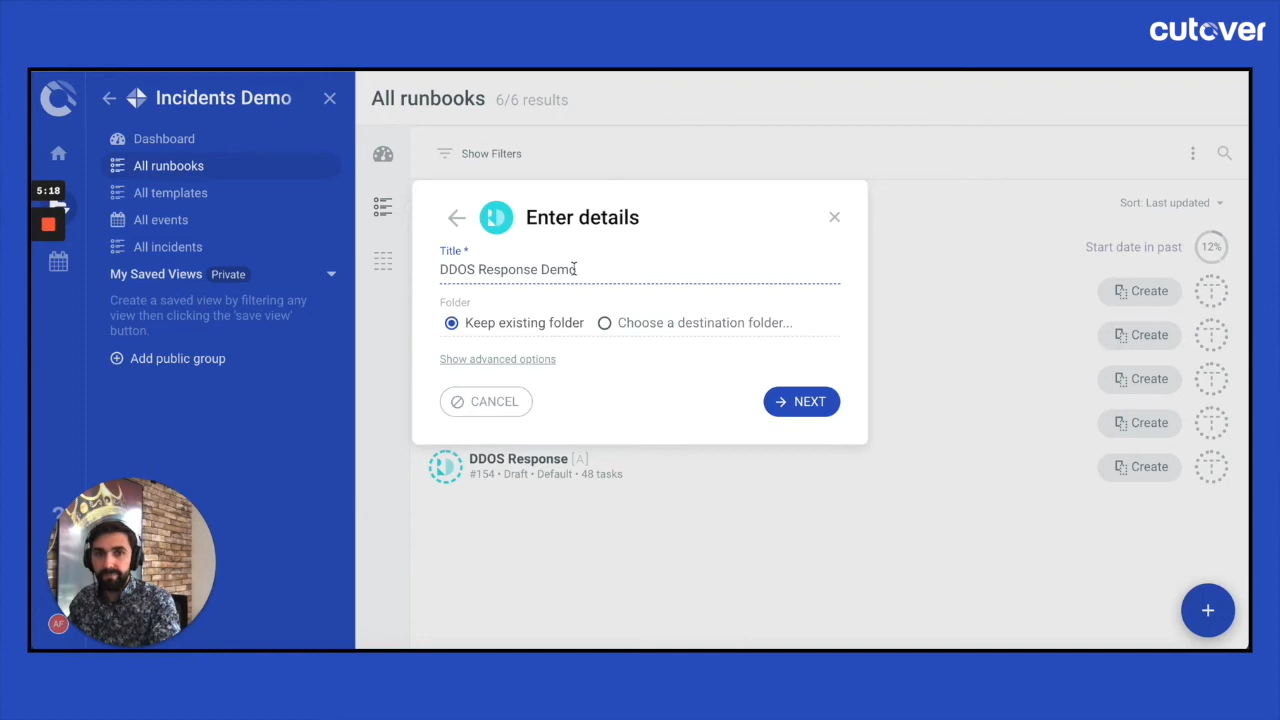 cutover
Incidents Demo
Dashboard
All runbooks
All templates
All events
All incidents
My Saved Views Private
Create a saved view by filtering any
view then clicking the 'save view'
button.
Add public group
5:18
?
AF
All runbooks 6/6 results
Show Filters
Sort: Last updated
Start date in past 12%
Create
Create
Create
Create
DDOS Response [A]
#154 • Draft • Default • 48 tasks
Create
Enter details
Title *
DDOS Response Demo
Folder
Keep existing folder Choose a destination folder...
Show advanced options
CANCEL NEXT